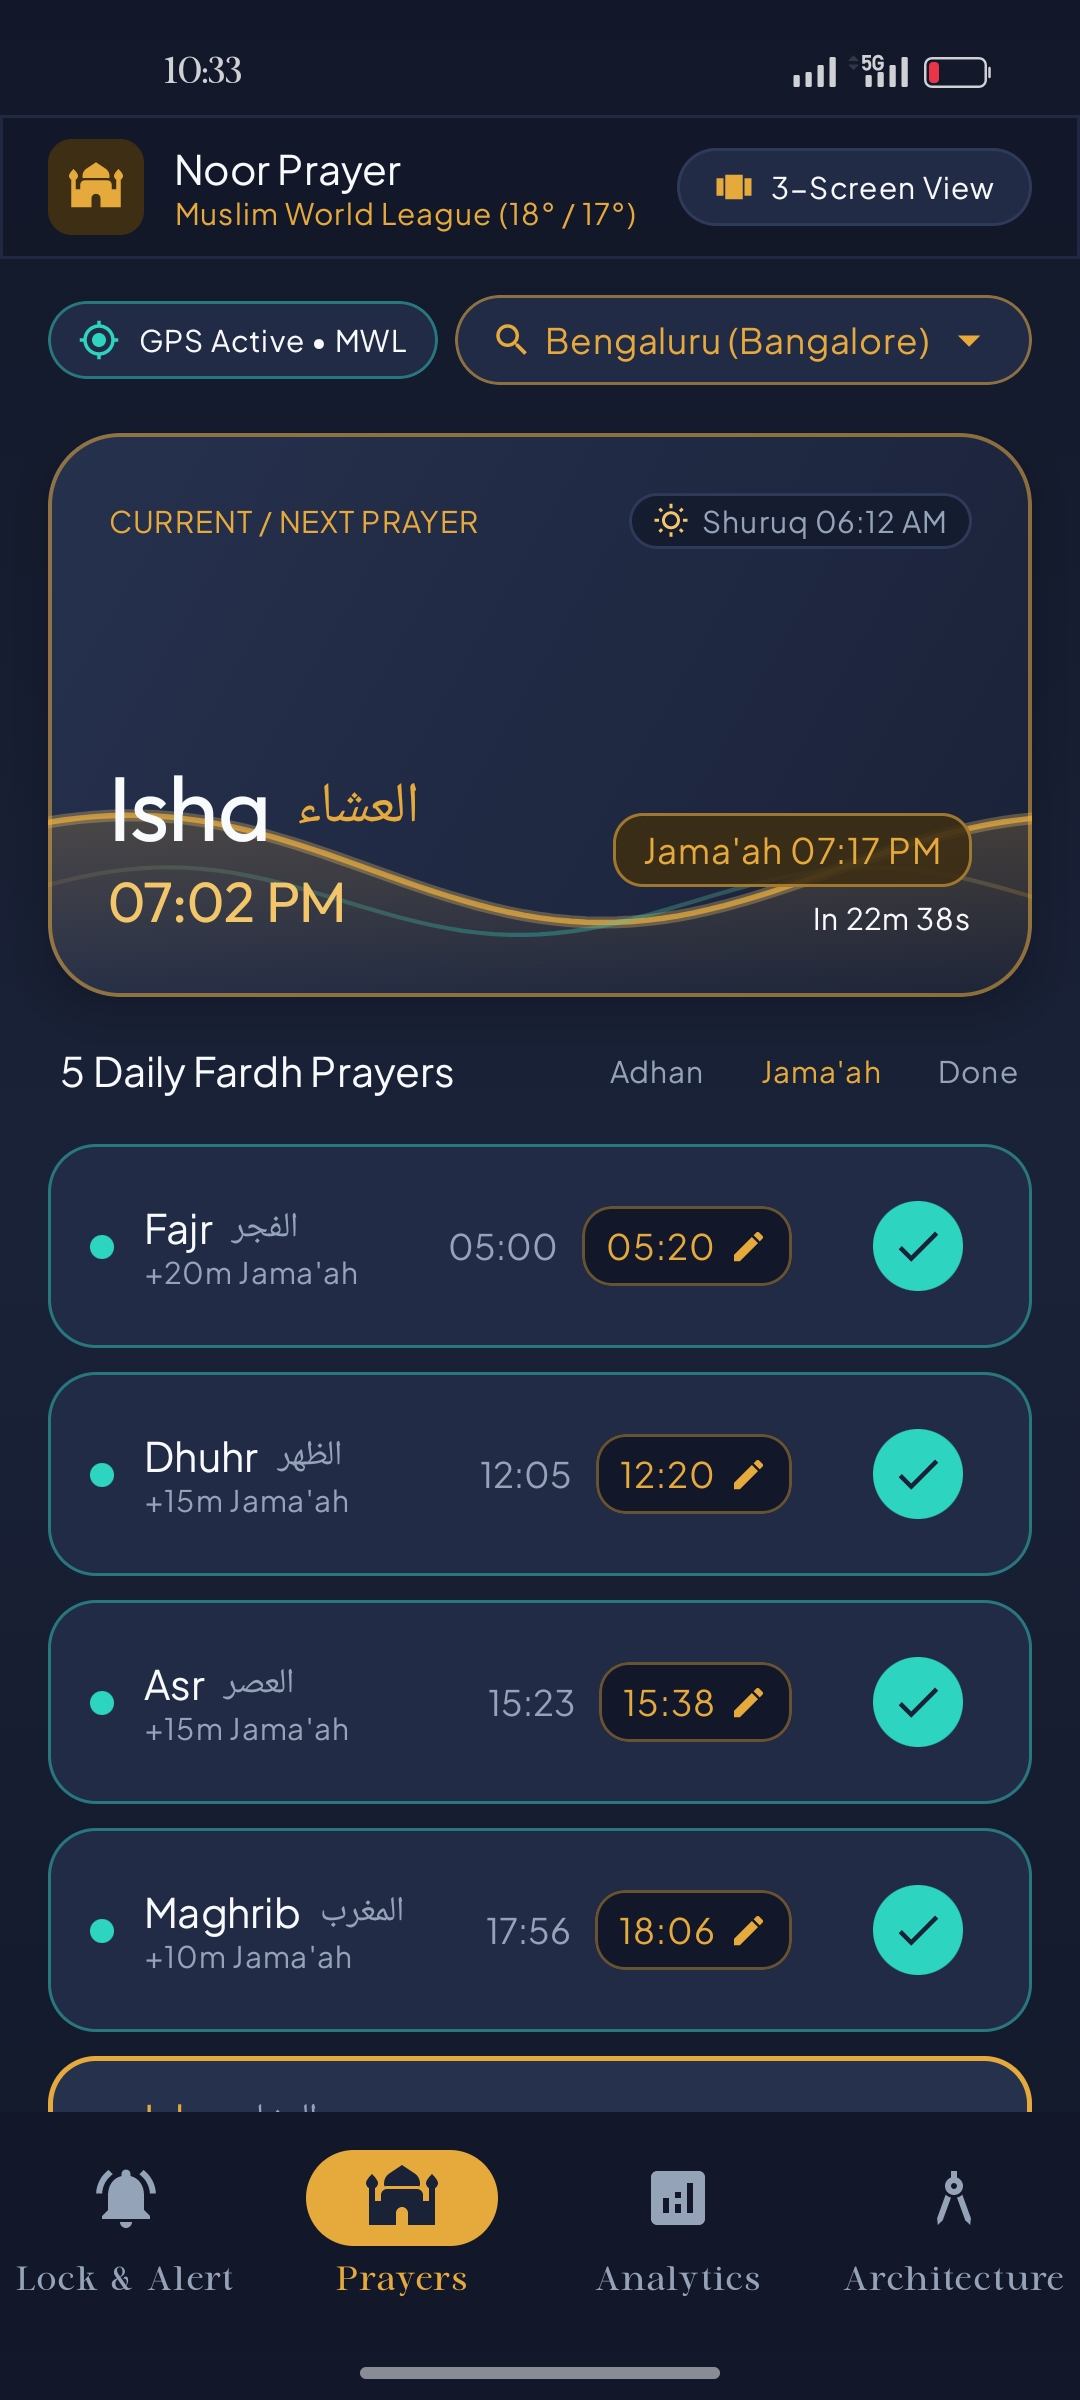 10:33
5G
Noor Prayer
Muslim World League (18° / 17°)
3-Screen View
GPS Active • MWL
Bengaluru (Bangalore)
CURRENT / NEXT PRAYER
Shuruq 06:12 AM
Isha العشاء
07:02 PM
Jama'ah 07:17 PM
In 22m 38s
5 Daily Fardh Prayers Adhan Jama'ah Done
Fajr الفجر
+20m Jama'ah
05:00 05:20
Dhuhr الظهر
+15m Jama'ah
12:05 12:20
Asr العصر
+15m Jama'ah
15:23 15:38
Maghrib المغرب
+10m Jama'ah
17:56 18:06
Lock & Alert Prayers Analytics Architecture